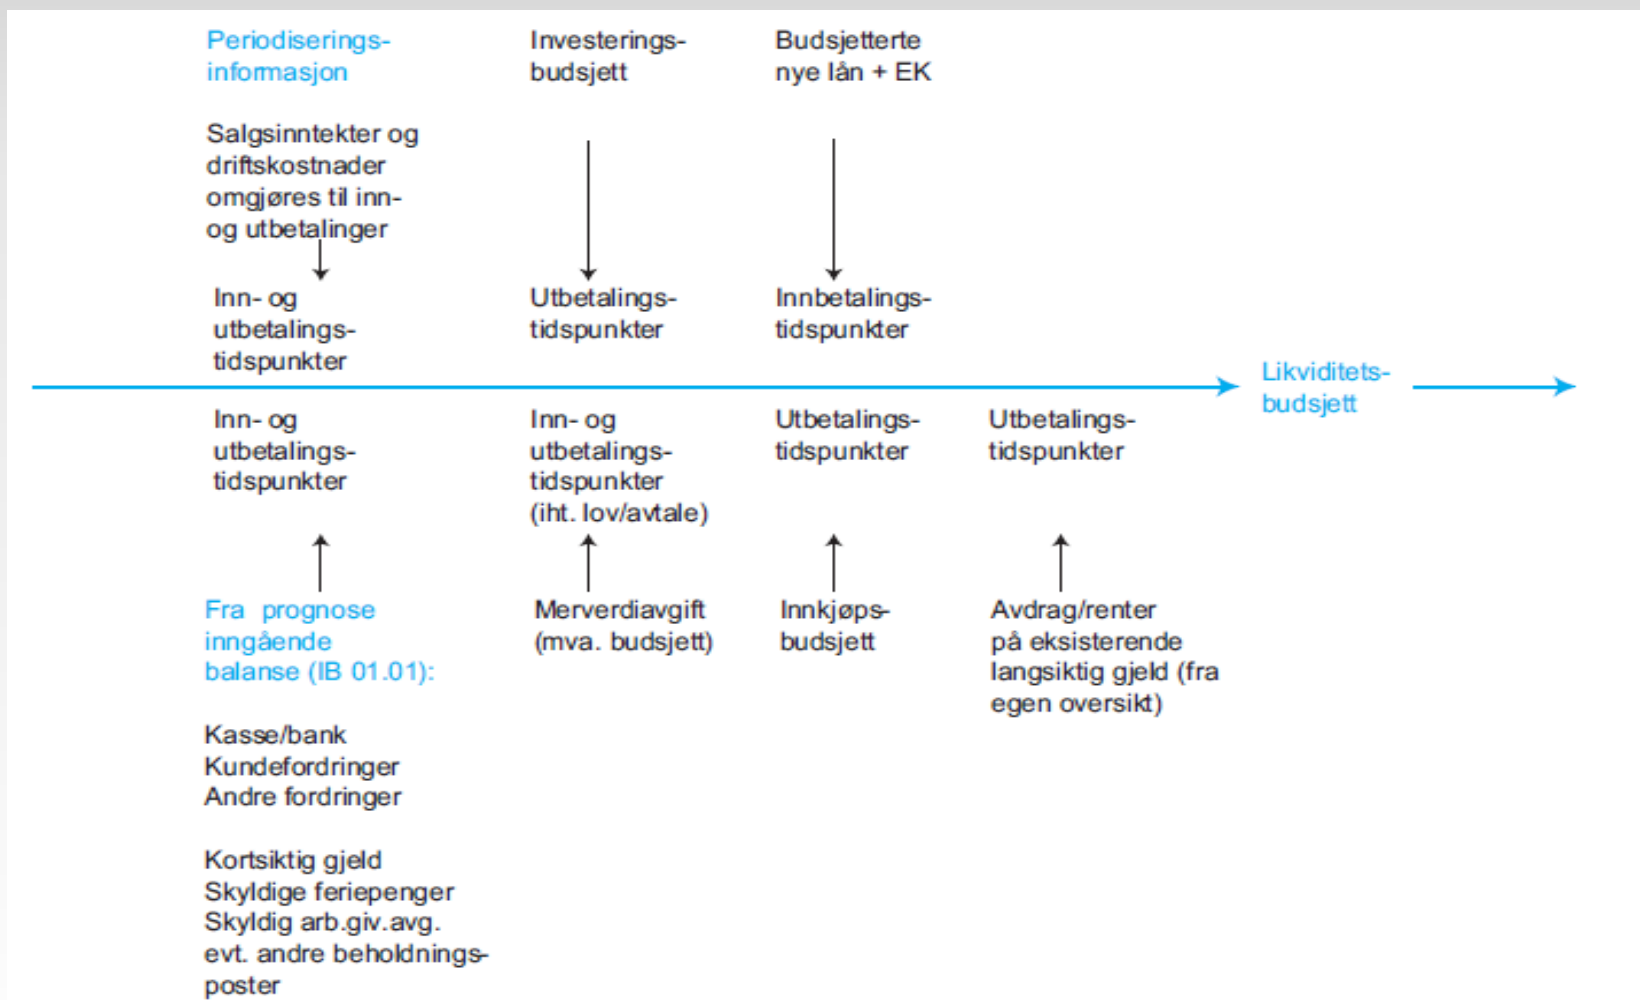 Periodiserings-
informasjon
Salgsinntekter og
driftskostnader
omgjøres til inn-
og utbetalinger
Inn- og
utbetalings-
tidspunkter
Investerings-
budsjett
Utbetalings-
tidspunkter
Budsjetterte
nye lån + EK
Innbetalings-
tidspunkter
Likviditets-
budsjett
Inn- og
utbetalings-
tidspunkter
Fra prognose
inngående
balanse (IB 01.01):
Kasse/bank
Kundefordringer
Andre fordringer
Kortsiktig gjeld
Skyldige feriepenger
Skyldig arb.giv.avg.
evt. andre beholdnings-
poster
Inn- og
utbetalings-
tidspunkter
(iht. lov/avtale)
Merverdiavgift
(mva. budsjett)
Utbetalings-
tidspunkter
Innkjøps-
budsjett
Utbetalings-
tidspunkter
Avdrag/renter
på eksisterende
langsiktig gjeld (fra
egen oversikt)